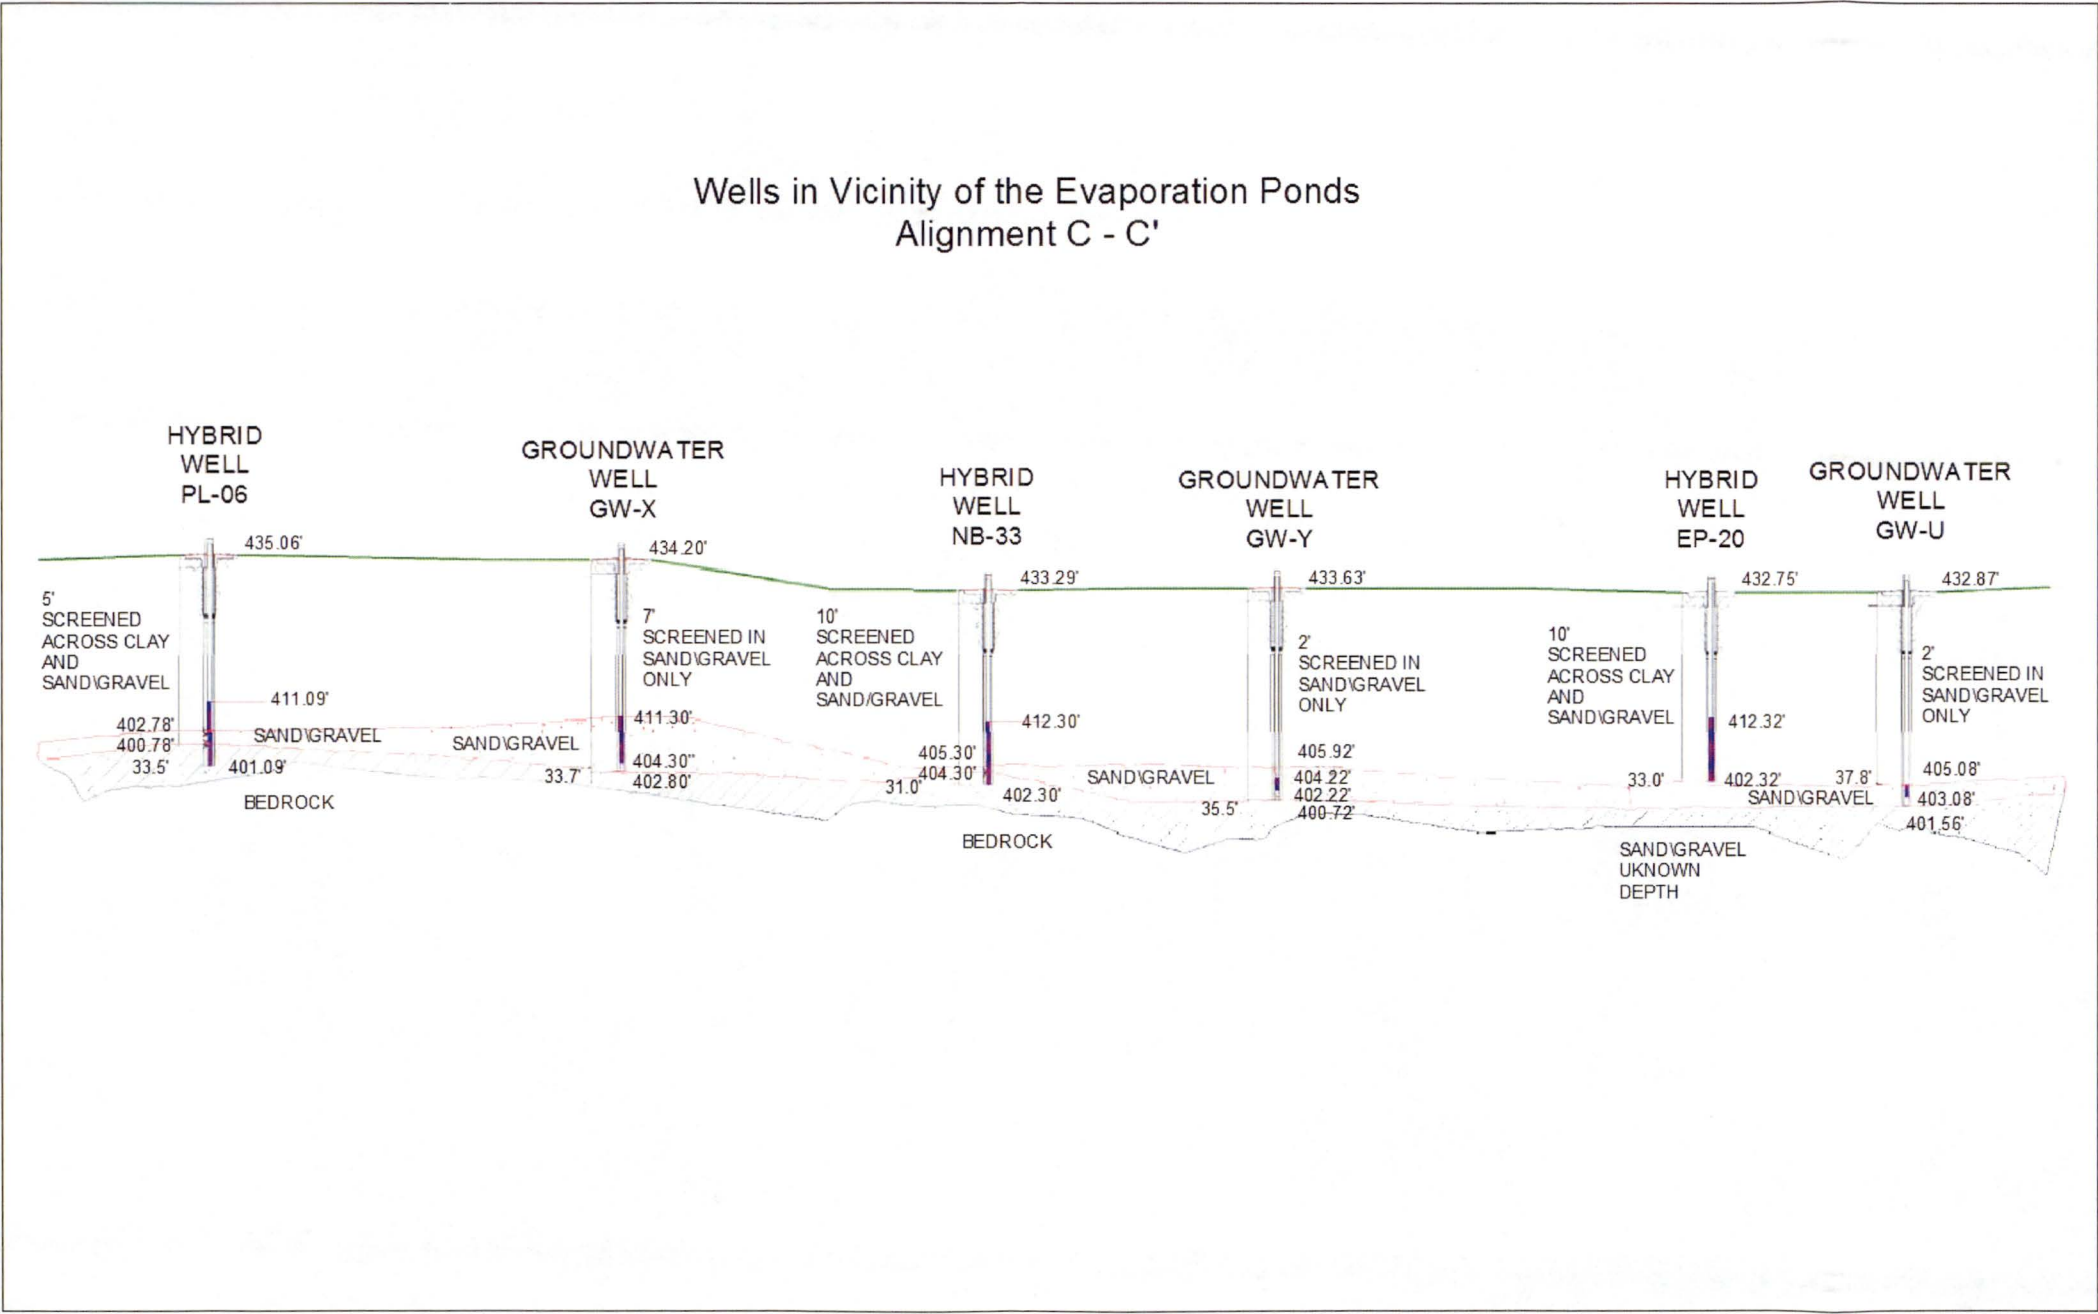 Wells in Vicinity of the Evaporation Ponds
Alignment C - C'
HYBRID
WELL
PL-06
435.06'
5'
SCREENED
ACROSS CLAY
AND
SAND\GRAVEL
411.09'
402.78'
400.78'
33.5'
401.09'
SAND\GRAVEL
BEDROCK
GROUNDWATER
WELL
GW-X
434.20'
7'
SCREENED IN
SAND\GRAVEL
ONLY
411.30'
SAND\GRAVEL
404.30"
33.7'
402.80'
HYBRID
WELL
NB-33
433.29'
10'
SCREENED
ACROSS CLAY
AND
SAND/GRAVEL
412.30'
405.30'
404.30'
31.0'
402.30'
BEDROCK
GROUNDWATER
WELL
GW-Y
433.63'
2'
SCREENED IN
SAND\GRAVEL
ONLY
405.92'
SAND\GRAVEL
404.22'
402.22'
35.5'
400.72'
HYBRID
WELL
EP-20
432.75'
10'
SCREENED
ACROSS CLAY
AND
SAND\GRAVEL
412.32'
33.0'
402.32'
SAND\GRAVEL
UKNOWN
DEPTH
GROUNDWATER
WELL
GW-U
432.87'
2'
SCREENED IN
SAND\GRAVEL
ONLY
405.08'
37.8'
SAND\GRAVEL
403.08'
401.56'